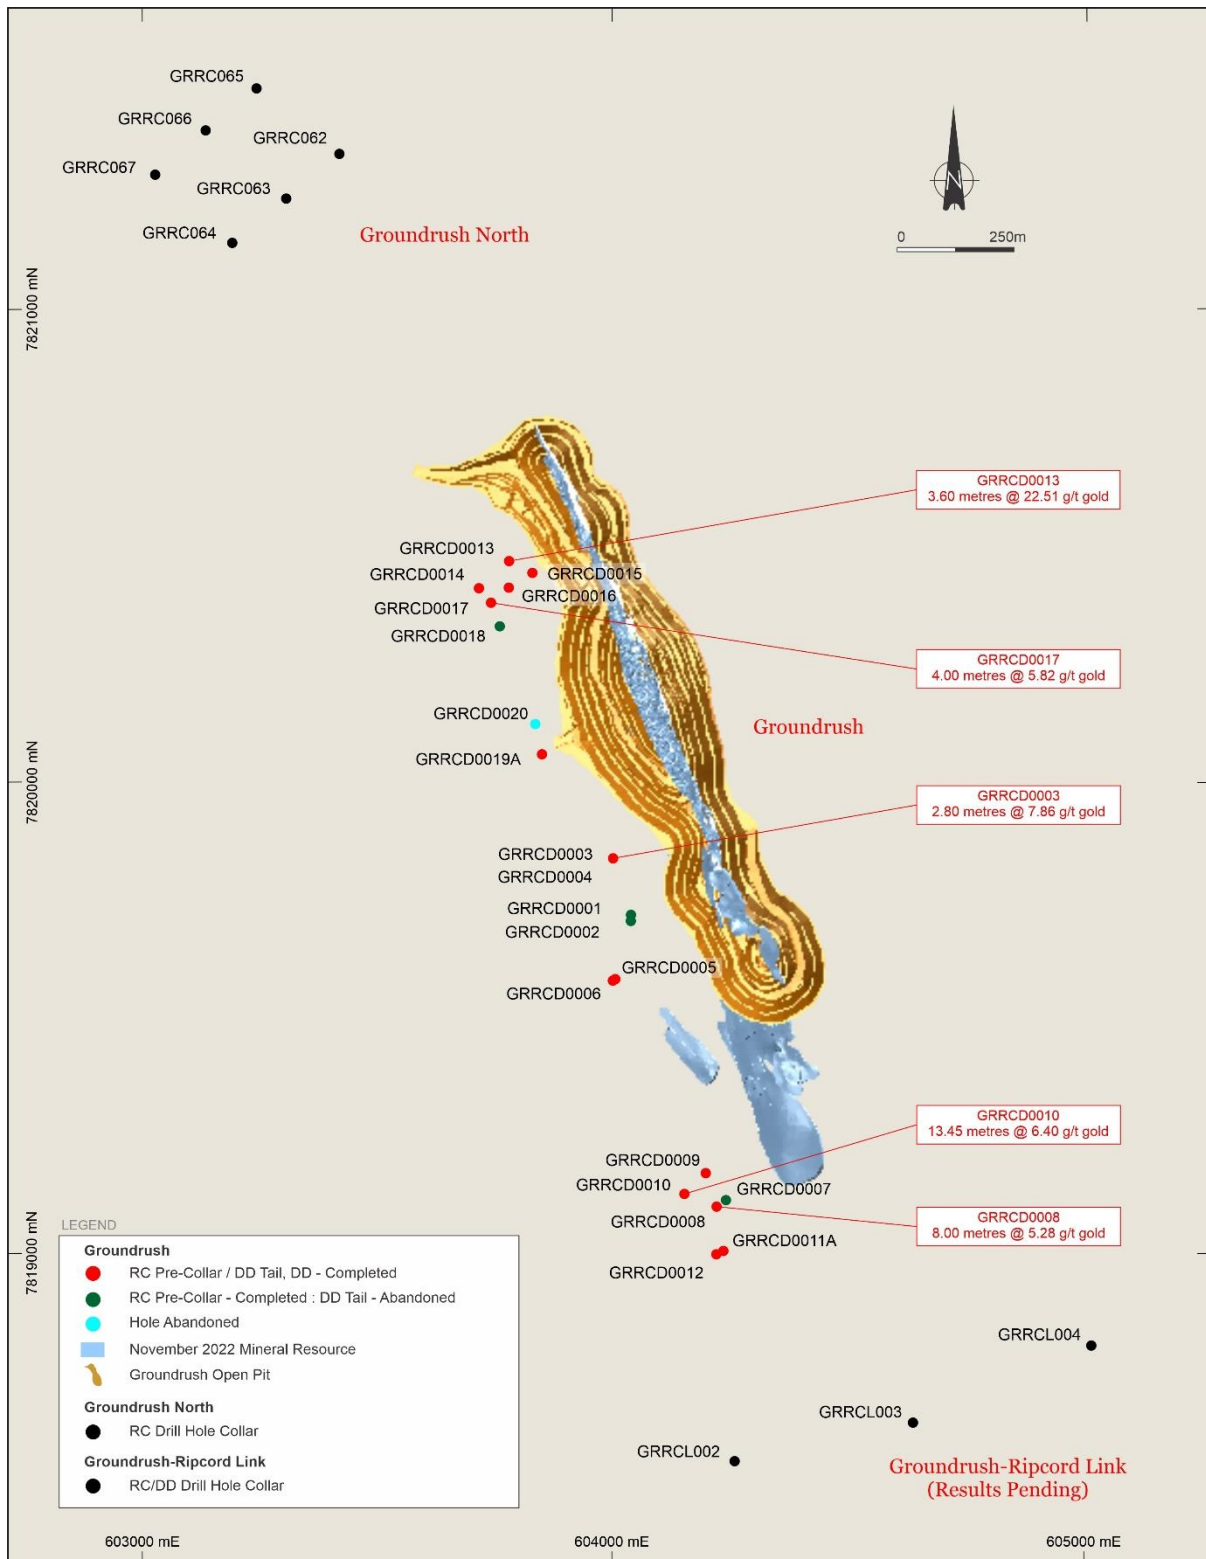 GRRC065
GRRC066
GRRC062
GRRC067
GRRC063
GRRC064
Groundrush North
N
0 250m
7821000 mN
GRRCD0013
3.60 metres @ 22.51 g/t gold
GRRCD0013
GRRCD0014
GRRCD0015
GRRCD0016
GRRCD0017
GRRCD0018
GRRCD0017
4.00 metres @ 5.82 g/t gold
GRRCD0020
Groundrush
GRRCD0019A
7820000 mN
GRRCD0003
2.80 metres @ 7.86 g/t gold
GRRCD0003
GRRCD0004
GRRCD0001
GRRCD0002
GRRCD0005
GRRCD0006
GRRCD0010
13.45 metres @ 6.40 g/t gold
GRRCD0009
GRRCD0010
GRRCD0007
GRRCD0008
GRRCD0008
8.00 metres @ 5.28 g/t gold
GRRCD0011A
GRRCD0012
7819000 mN
LEGEND
Groundrush
RC Pre-Collar / DD Tail, DD - Completed
RC Pre-Collar - Completed : DD Tail - Abandoned
Hole Abandoned
November 2022 Mineral Resource
Groundrush Open Pit
Groundrush North
RC Drill Hole Collar
Groundrush-Ripcord Link
RC/DD Drill Hole Collar
GRRCL004
GRRCL003
GRRCL002
Groundrush-Ripcord Link
(Results Pending)
603000 mE
604000 mE
605000 mE